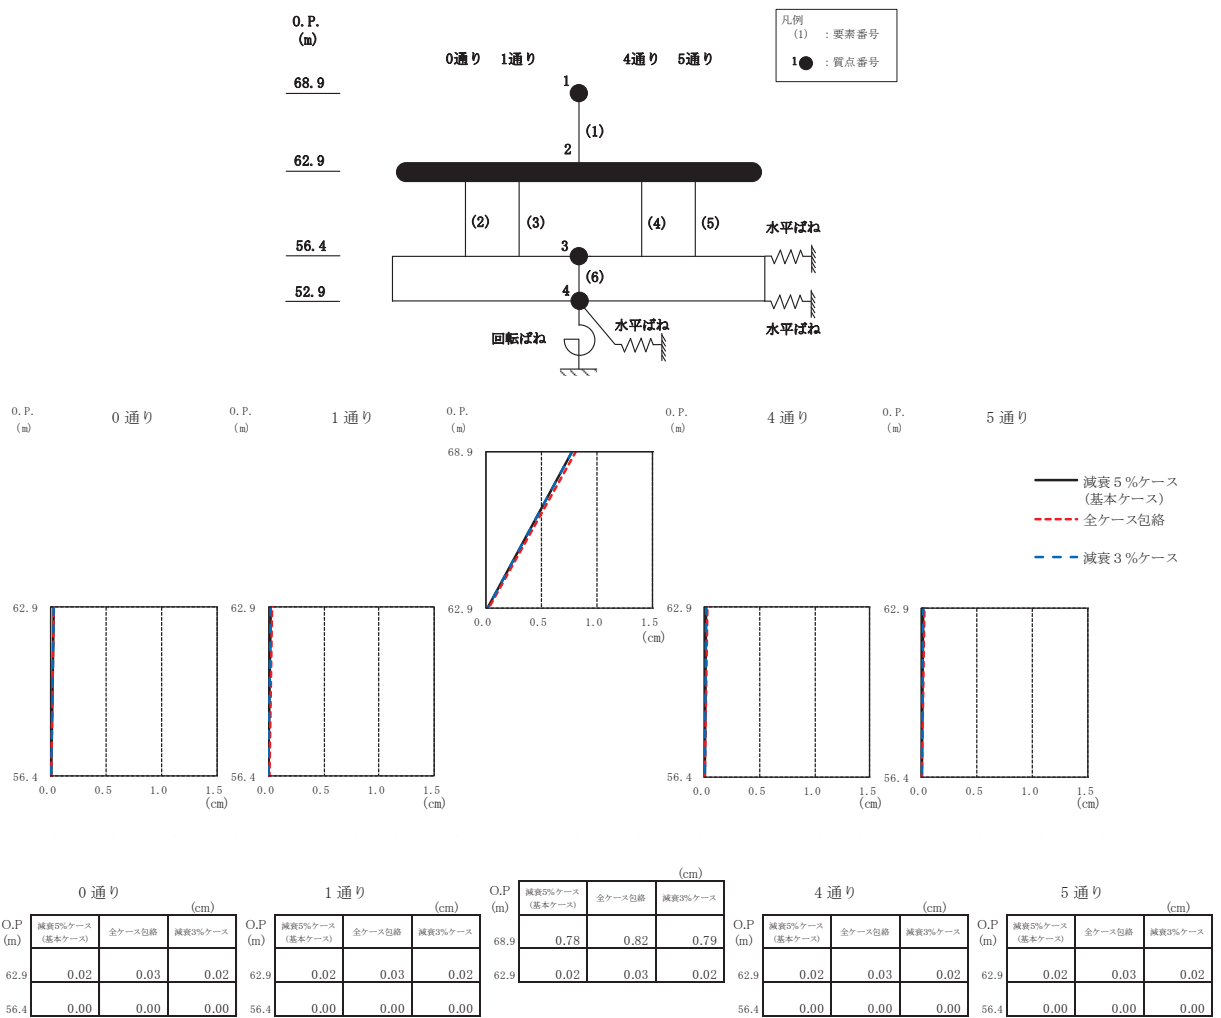 O.P.
(m)
凡例
(1) ：要素番号
1 ：質点番号
0通り 1通り 4通り 5通り
68.9
1
(1)
2
62.9
(2) (3) (4) (5)
水平ばね
56.4
3
(6)
52.9
4
水平ばね
回転ばね
水平ばね
O.P.
(m)
0 通り
O.P.
(m)
1 通り
O.P.
(m)
O.P.
(m)
4 通り
O.P.
(m)
5 通り
68.9
62.9
0.0 0.5 1.0 1.5
(cm)
減衰５%ケース
(基本ケース)
全ケース包絡
減衰３%ケース
62.9
56.4
0.0 0.5 1.0 1.5
(cm)
62.9
56.4
0.0 0.5 1.0 1.5
(cm)
62.9
56.4
0.0 0.5 1.0 1.5
(cm)
62.9
56.4
0.0 0.5 1.0 1.5
(cm)
0 通り
(cm)
O.P
(m)
減衰5%ケース
(基本ケース)
全ケース包絡
減衰3%ケース
62.9 0.02 0.03 0.02
56.4 0.00 0.00 0.00
1 通り
(cm)
O.P
(m)
減衰5%ケース
(基本ケース)
全ケース包絡
減衰3%ケース
62.9 0.02 0.03 0.02
56.4 0.00 0.00 0.00
(cm)
O.P
(m)
減衰5%ケース
(基本ケース)
全ケース包絡
減衰3%ケース
68.9 0.78 0.82 0.79
62.9 0.02 0.03 0.02
4 通り
(cm)
O.P
(m)
減衰5%ケース
(基本ケース)
全ケース包絡
減衰3%ケース
62.9 0.02 0.03 0.02
56.4 0.00 0.00 0.00
5 通り
(cm)
O.P
(m)
減衰5%ケース
(基本ケース)
全ケース包絡
減衰3%ケース
62.9 0.02 0.03 0.02
56.4 0.00 0.00 0.00